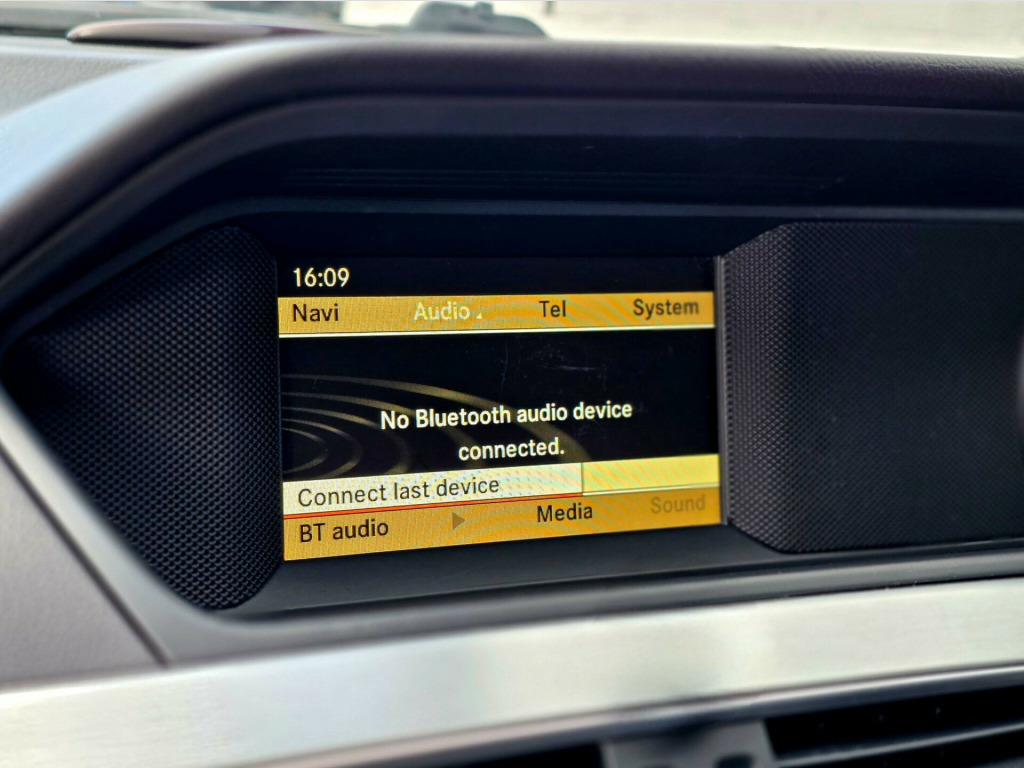 16:09
Navi Audio Tel System
No Bluetooth audio device
connected.
Connect last device
BT audio Media Sound